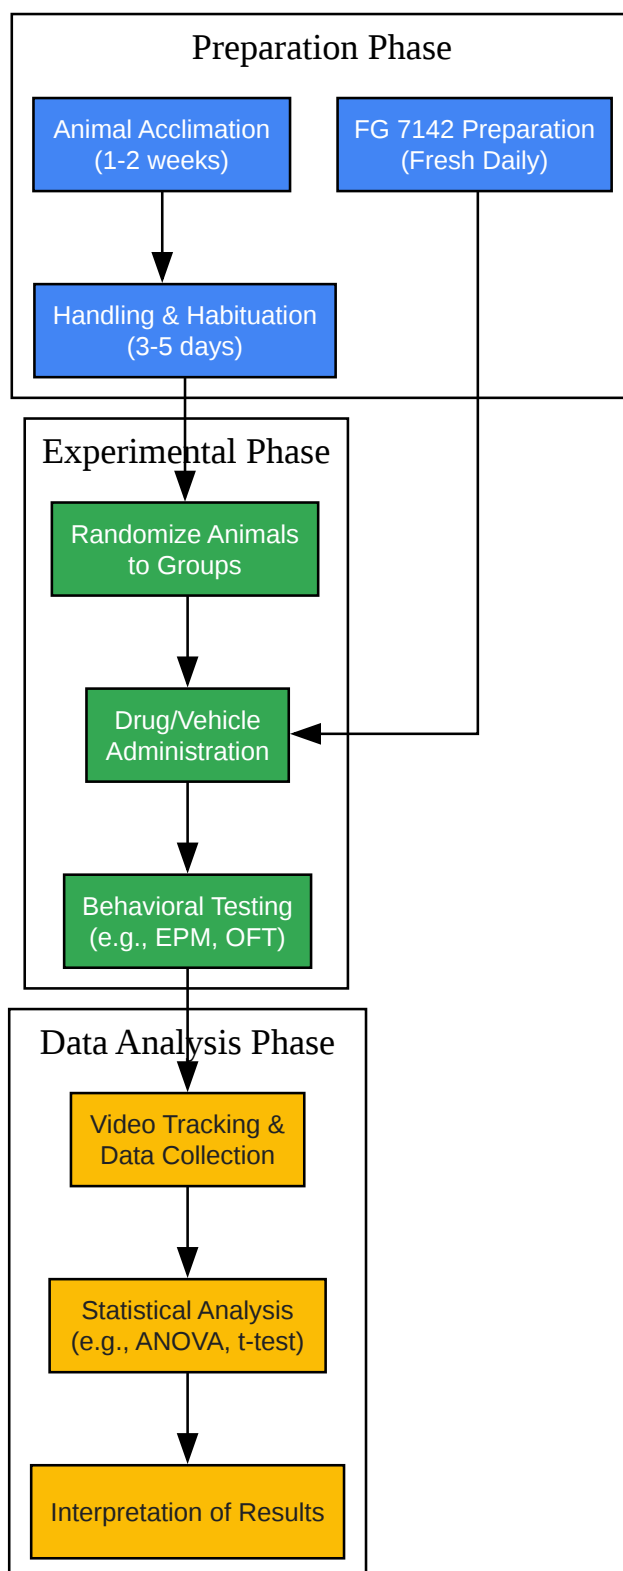 Preparation Phase
Animal Acclimation
(1-2 weeks)
FG 7142 Preparation
(Fresh Daily)
Handling & Habituation
(3-5 days)
Experimental Phase
Randomize Animals
to Groups
Drug/Vehicle
Administration
Behavioral Testing
(e.g., EPM, OFT)
Data Analysis Phase
Video Tracking &
Data Collection
Statistical Analysis
(e.g., ANOVA, t-test)
Interpretation of Results